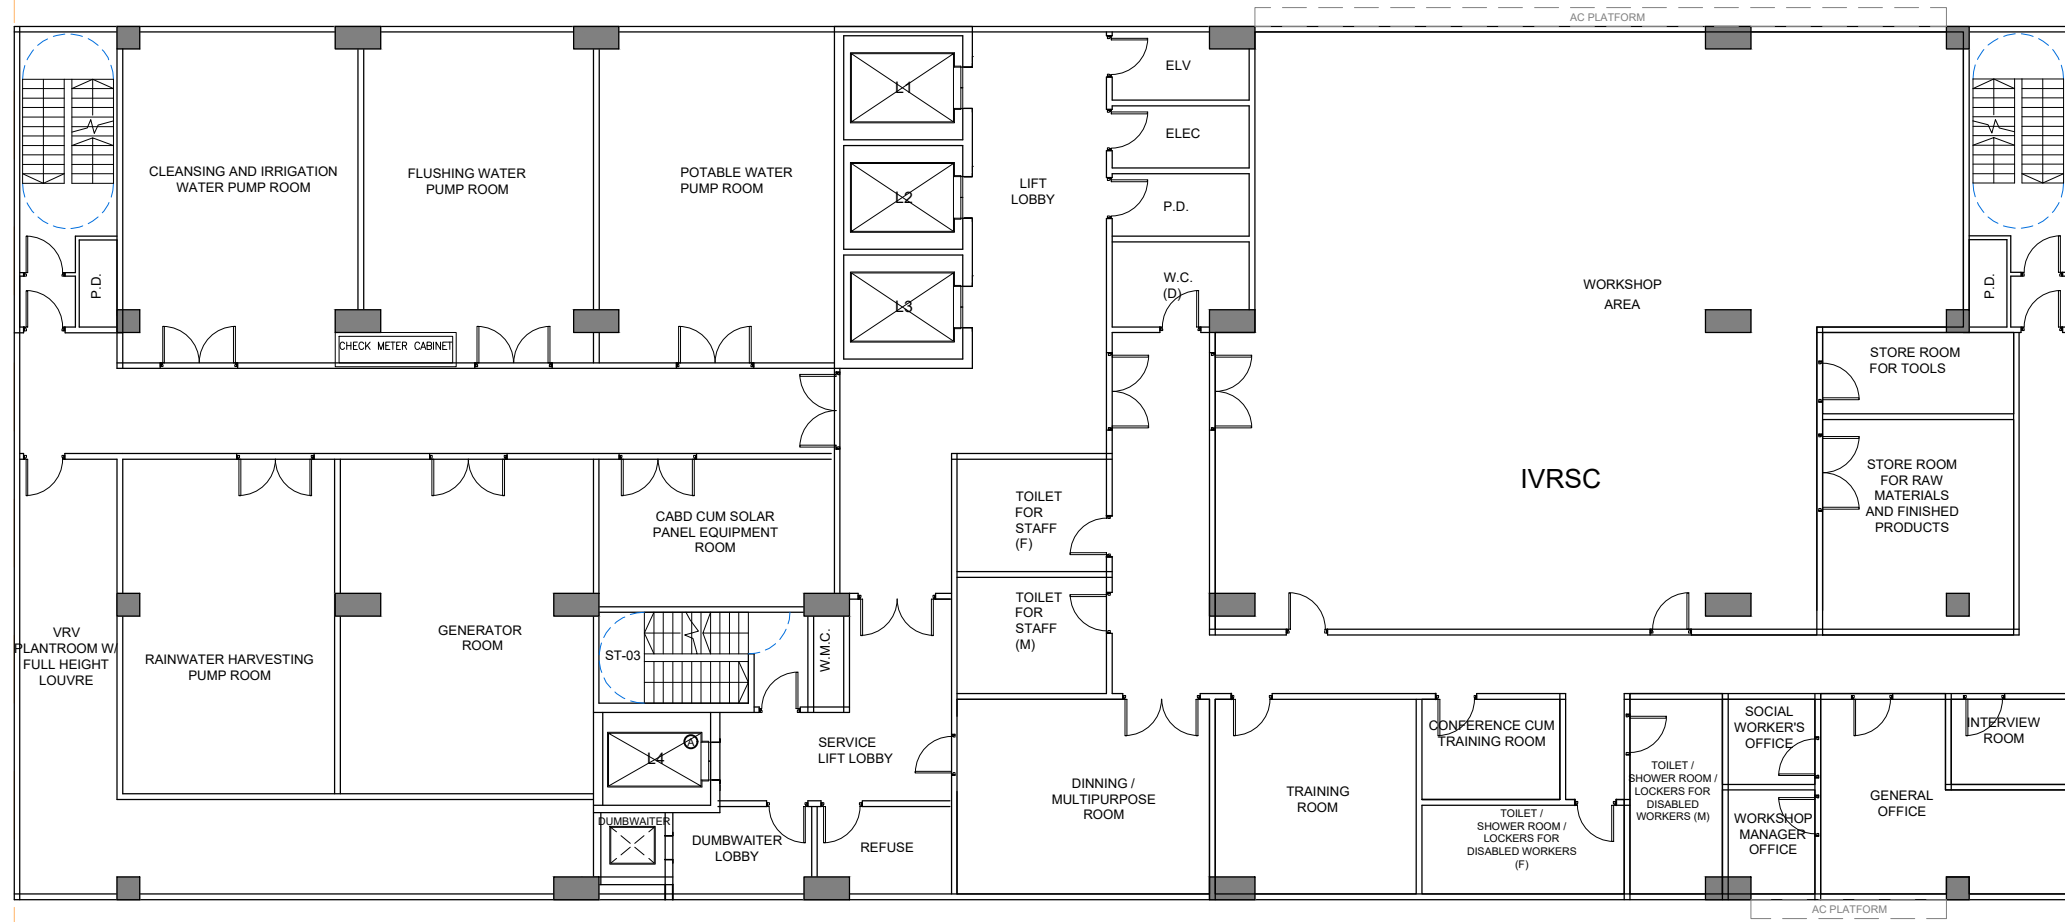 AC PLATFORM
ELV
ELEC
P.D.
W.C.
(D)
L1
L2
L3
LIFT
LOBBY
CLEANSING AND IRRIGATION
WATER PUMP ROOM
FLUSHING WATER
PUMP ROOM
POTABLE WATER
PUMP ROOM
P.D.
CHECK METER CABINET
WORKSHOP
AREA
P.D.
STORE ROOM
FOR TOOLS
IVRSC
STORE ROOM
FOR RAW
MATERIALS
AND FINISHED
PRODUCTS
TOILET
FOR
STAFF
(F)
TOILET
FOR
STAFF
(M)
CABD CUM SOLAR
PANEL EQUIPMENT
ROOM
VRV
PLANTROOM W/
FULL HEIGHT
LOUVRE
RAINWATER HARVESTING
PUMP ROOM
GENERATOR
ROOM
ST-03
W.M.C.
L4
A
SERVICE
LIFT LOBBY
DUMBWAITER
DUMBWAITER
LOBBY
REFUSE
DINNING /
MULTIPURPOSE
ROOM
TRAINING
ROOM
CONFERENCE CUM
TRAINING ROOM
TOILET /
SHOWER ROOM /
LOCKERS FOR
DISABLED WORKERS
(F)
TOILET /
SHOWER ROOM /
LOCKERS FOR
DISABLED
WORKERS (M)
SOCIAL
WORKER'S
OFFICE
WORKSHOP
MANAGER
OFFICE
GENERAL
OFFICE
INTERVIEW
ROOM
AC PLATFORM